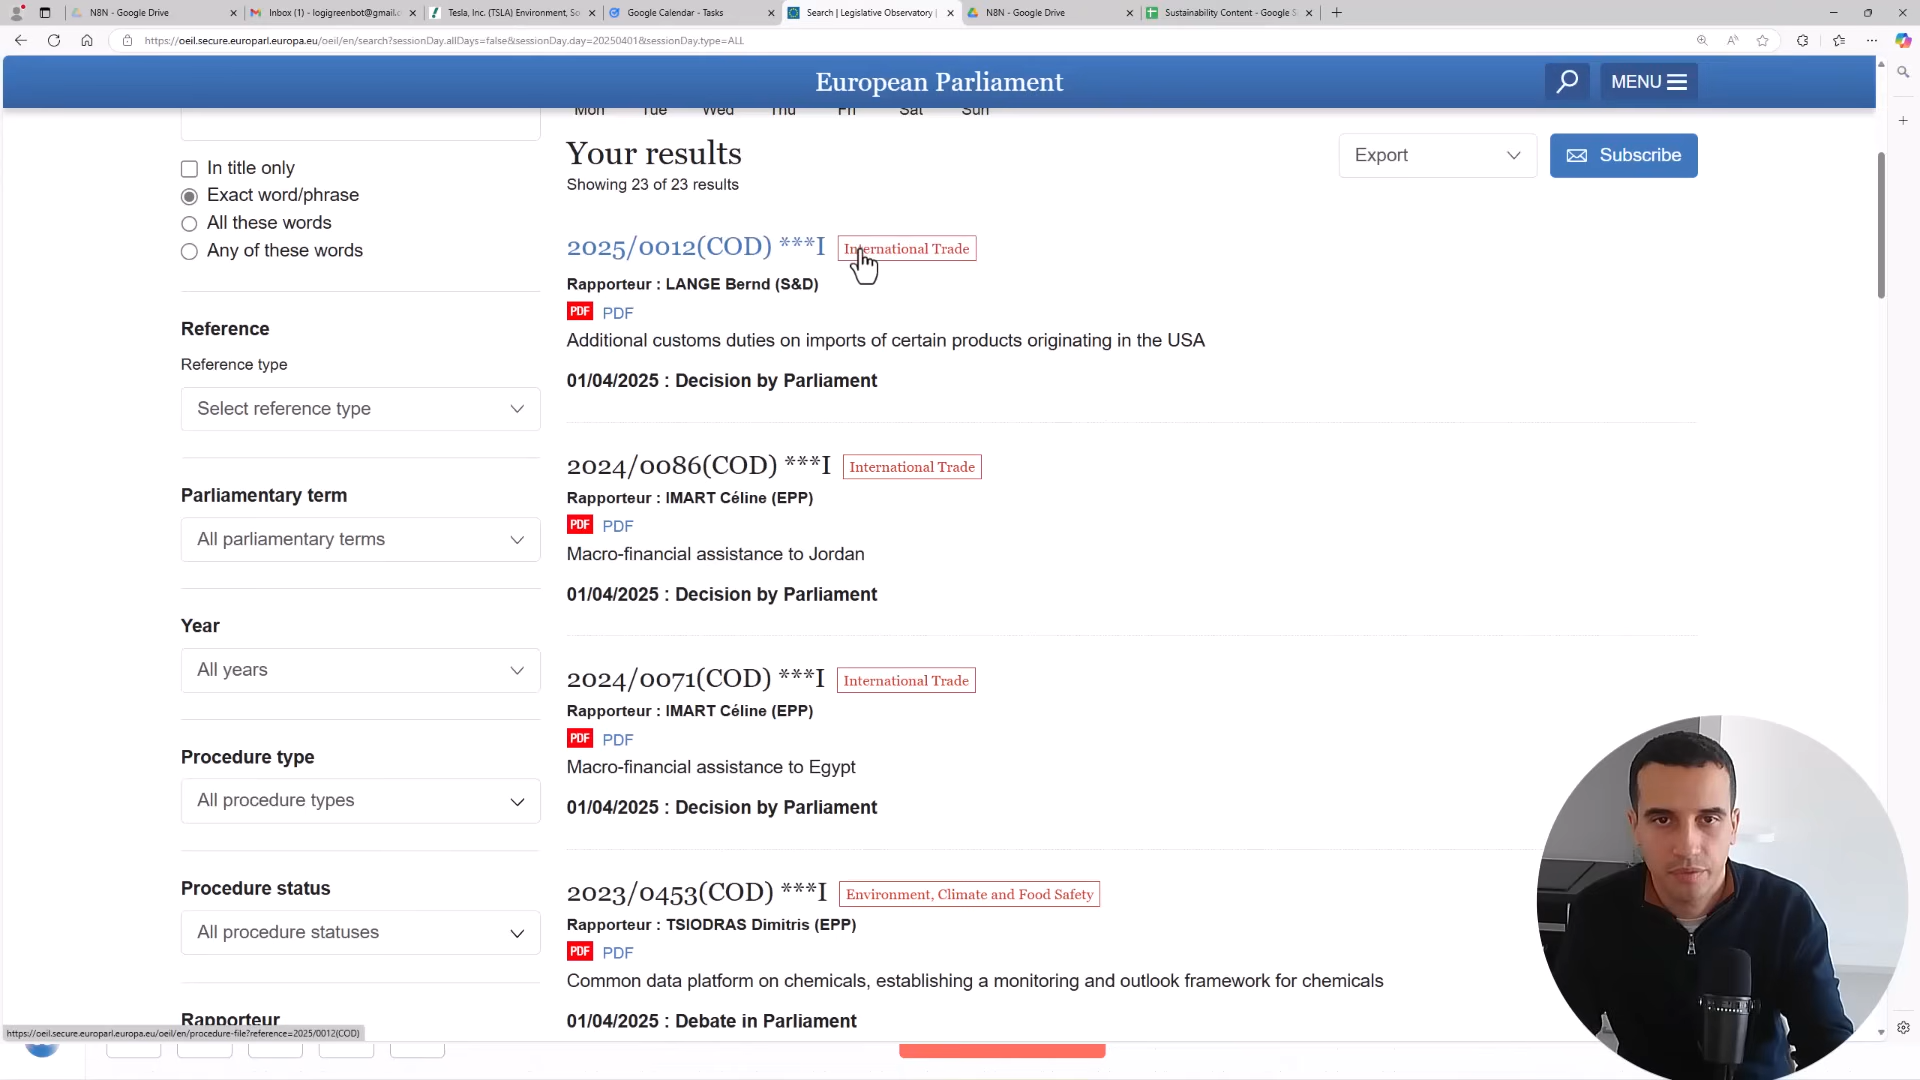 N8N - Google Drive
Inbox (1) - logigreenbot@gmail.c
Tesla, Inc. (TSLA) Environment, So
Google Calendar - Tasks
Search | Legislative Observatory |
N8N - Google Drive
Sustainability Content - Google S
https://oeil.secure.europarl.europa.eu/oeil/en/search?sessionDay.allDays=false&sessionDay.day=20250401&sessionDay.type=ALL
European Parliament
MENU
Mon Tue Wed Thu Fri Sat Sun
In title only
Exact word/phrase
All these words
Any of these words
Reference
Reference type
Select reference type
Parliamentary term
All parliamentary terms
Year
All years
Procedure type
All procedure types
Procedure status
All procedure statuses
Rapporteur
Your results
Showing 23 of 23 results
Export
Subscribe
2025/0012(COD) ***I International Trade
Rapporteur : LANGE Bernd (S&D)
PDF PDF
Additional customs duties on imports of certain products originating in the USA
01/04/2025 : Decision by Parliament
2024/0086(COD) ***I International Trade
Rapporteur : IMART Céline (EPP)
PDF PDF
Macro-financial assistance to Jordan
01/04/2025 : Decision by Parliament
2024/0071(COD) ***I International Trade
Rapporteur : IMART Céline (EPP)
PDF PDF
Macro-financial assistance to Egypt
01/04/2025 : Decision by Parliament
2023/0453(COD) ***I Environment, Climate and Food Safety
Rapporteur : TSIODRAS Dimitris (EPP)
PDF PDF
Common data platform on chemicals, establishing a monitoring and outlook framework for chemicals
01/04/2025 : Debate in Parliament
https://oeil.secure.europarl.europa.eu/oeil/en/procedure-file?reference=2025/0012(COD)